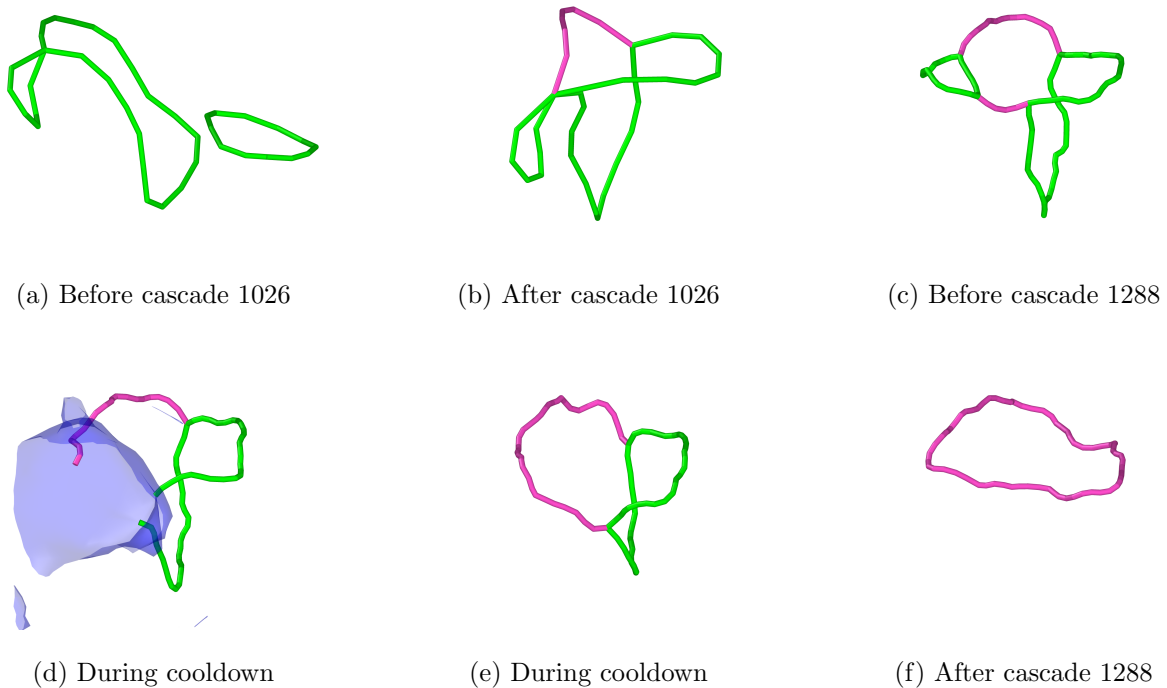 (a) Before cascade 1026
(b) After cascade 1026
(c) Before cascade 1288
(d) During cooldown
(e) During cooldown
(f) After cascade 1288